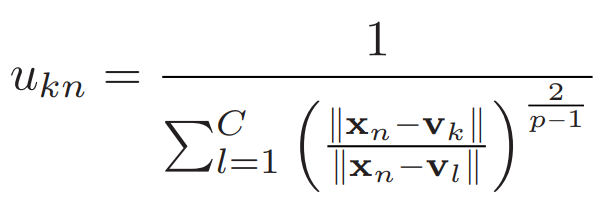 $u_{kn} = \frac{1}{\sum_{l=1}^{C} \left( \frac{\|\mathbf{x}_n - \mathbf{v}_k\|}{\|\mathbf{x}_n - \mathbf{v}_l\|} \right)^{\frac{2}{p-1}}}$